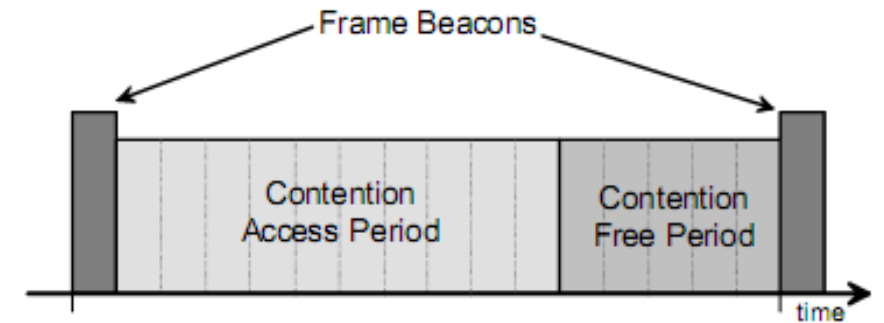 Frame Beacons
Contention
Access Period
Contention
Free Period
time